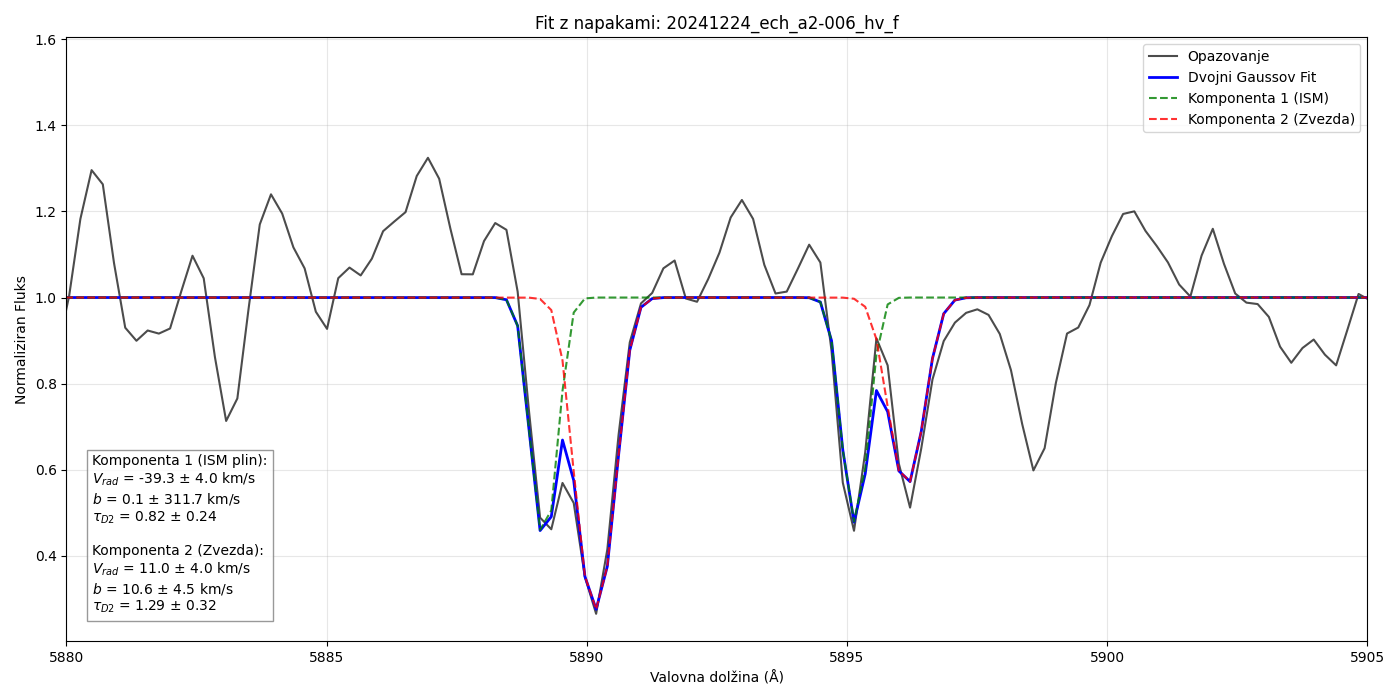 Fit z napakami: 20241224_ech_a2-006_hv_f
Normaliziran Fluks
1.6
1.4
1.2
1.0
0.8
0.6
0.4
Opazovanje
Dvojni Gaussov Fit
Komponenta 1 (ISM)
Komponenta 2 (Zvezda)
Komponenta 1 (ISM plin):
V_rad = -39.3 ± 4.0 km/s
b = 0.1 ± 311.7 km/s
τ_D2 = 0.82 ± 0.24
Komponenta 2 (Zvezda):
V_rad = 11.0 ± 4.0 km/s
b = 10.6 ± 4.5 km/s
τ_D2 = 1.29 ± 0.32
5880 5885 5890 5895 5900 5905
Valovna dolžina (Å)